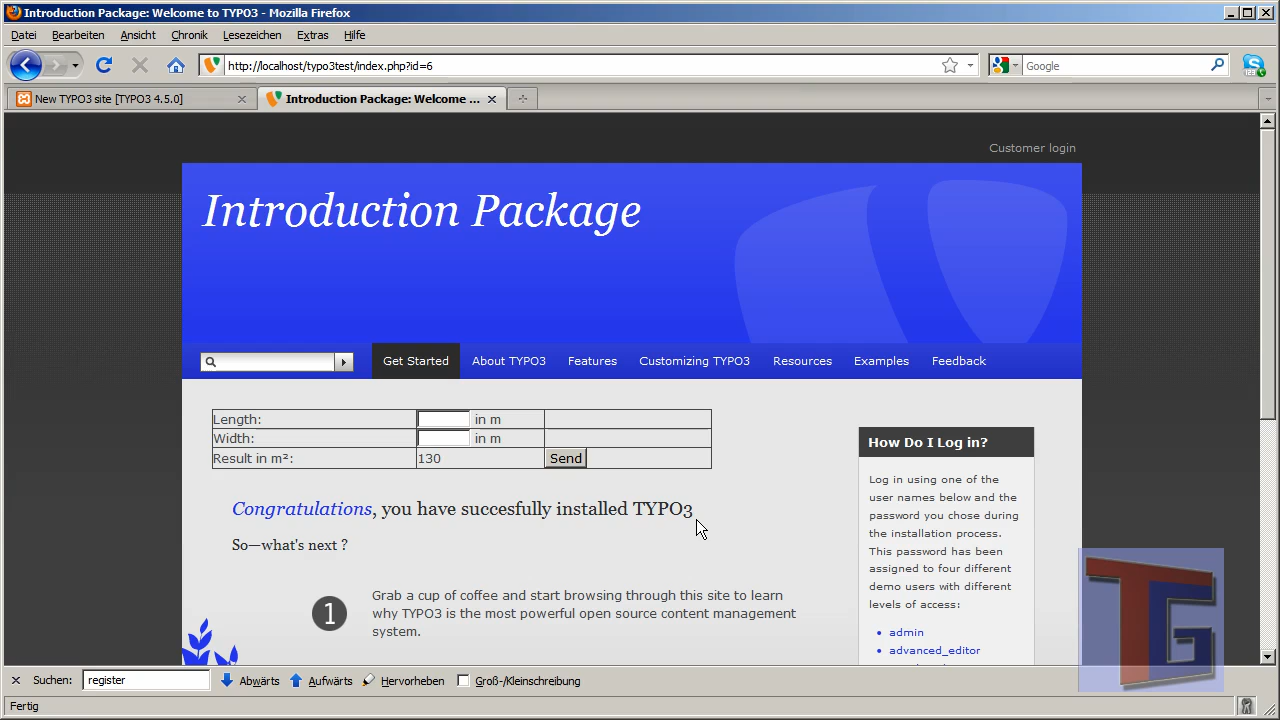 Introduction Package: Welcome to TYPO3 - Mozilla Firefox
Datei Bearbeiten Ansicht Chronik Lesezeichen Extras Hilfe
http://localhost/typo3test/index.php?id=6
Google
New TYPO3 site [TYPO3 4.5.0]
Introduction Package: Welcome ...
Customer login
Introduction Package
Get Started About TYPO3 Features Customizing TYPO3 Resources Examples Feedback
Length: in m
Width: in m
Result in m²: 130 Send
Congratulations, you have succesfully installed TYPO3
So—what's next ?
1
Grab a cup of coffee and start browsing through this site to learn
why TYPO3 is the most powerful open source content management
system.
How Do I Log in?
Log in using one of the
user names below and the
password you chose during
the installation process.
This password has been
assigned to four different
demo users with different
levels of access:
• admin
• advanced_editor
TG
Suchen: register Abwärts Aufwärts Hervorheben Groß-/Kleinschreibung
Fertig